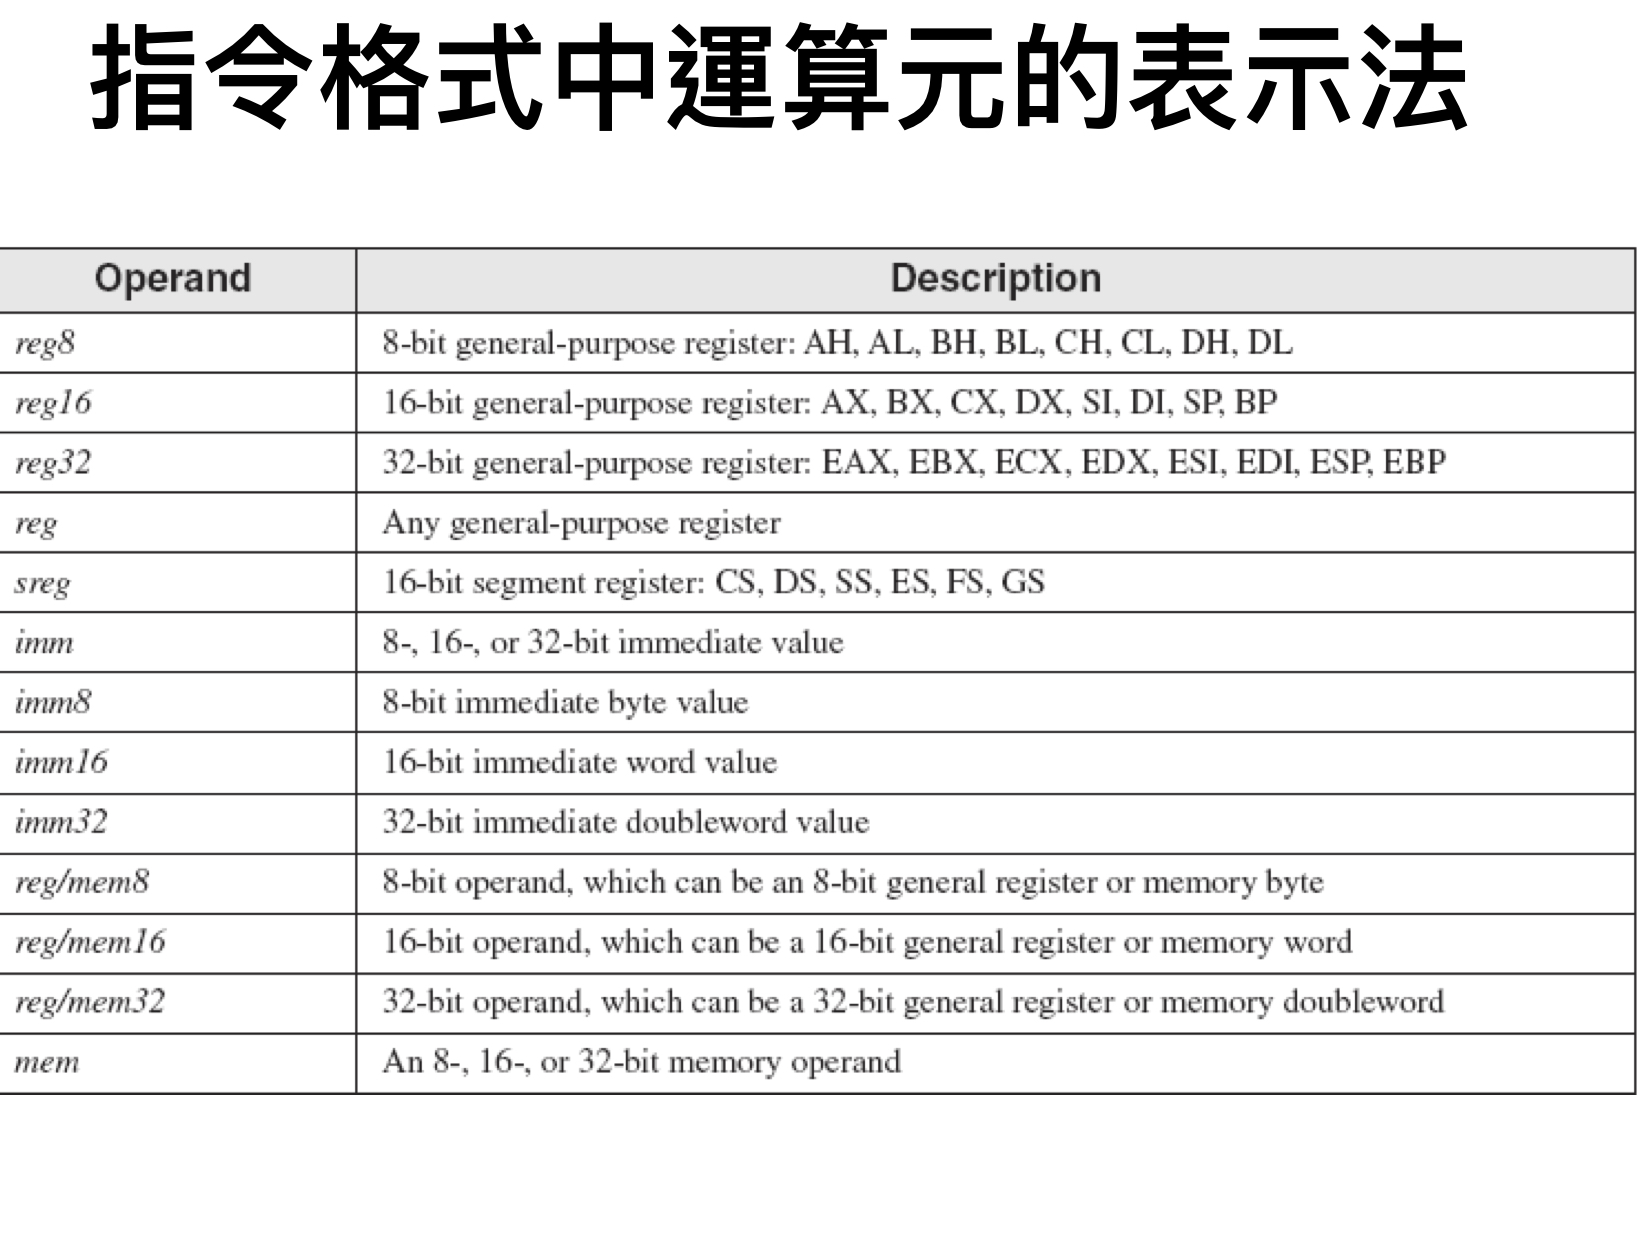 指令格式中運算元的表示法
Operand Description
reg8 8-bit general-purpose register: AH, AL, BH, BL, CH, CL, DH, DL
reg16 16-bit general-purpose register: AX, BX, CX, DX, SI, DI, SP, BP
reg32 32-bit general-purpose register: EAX, EBX, ECX, EDX, ESI, EDI, ESP, EBP
reg Any general-purpose register
sreg 16-bit segment register: CS, DS, SS, ES, FS, GS
imm 8-, 16-, or 32-bit immediate value
imm8 8-bit immediate byte value
imm16 16-bit immediate word value
imm32 32-bit immediate doubleword value
reg/mem8 8-bit operand, which can be an 8-bit general register or memory byte
reg/mem16 16-bit operand, which can be a 16-bit general register or memory word
reg/mem32 32-bit operand, which can be a 32-bit general register or memory doubleword
mem An 8-, 16-, or 32-bit memory operand